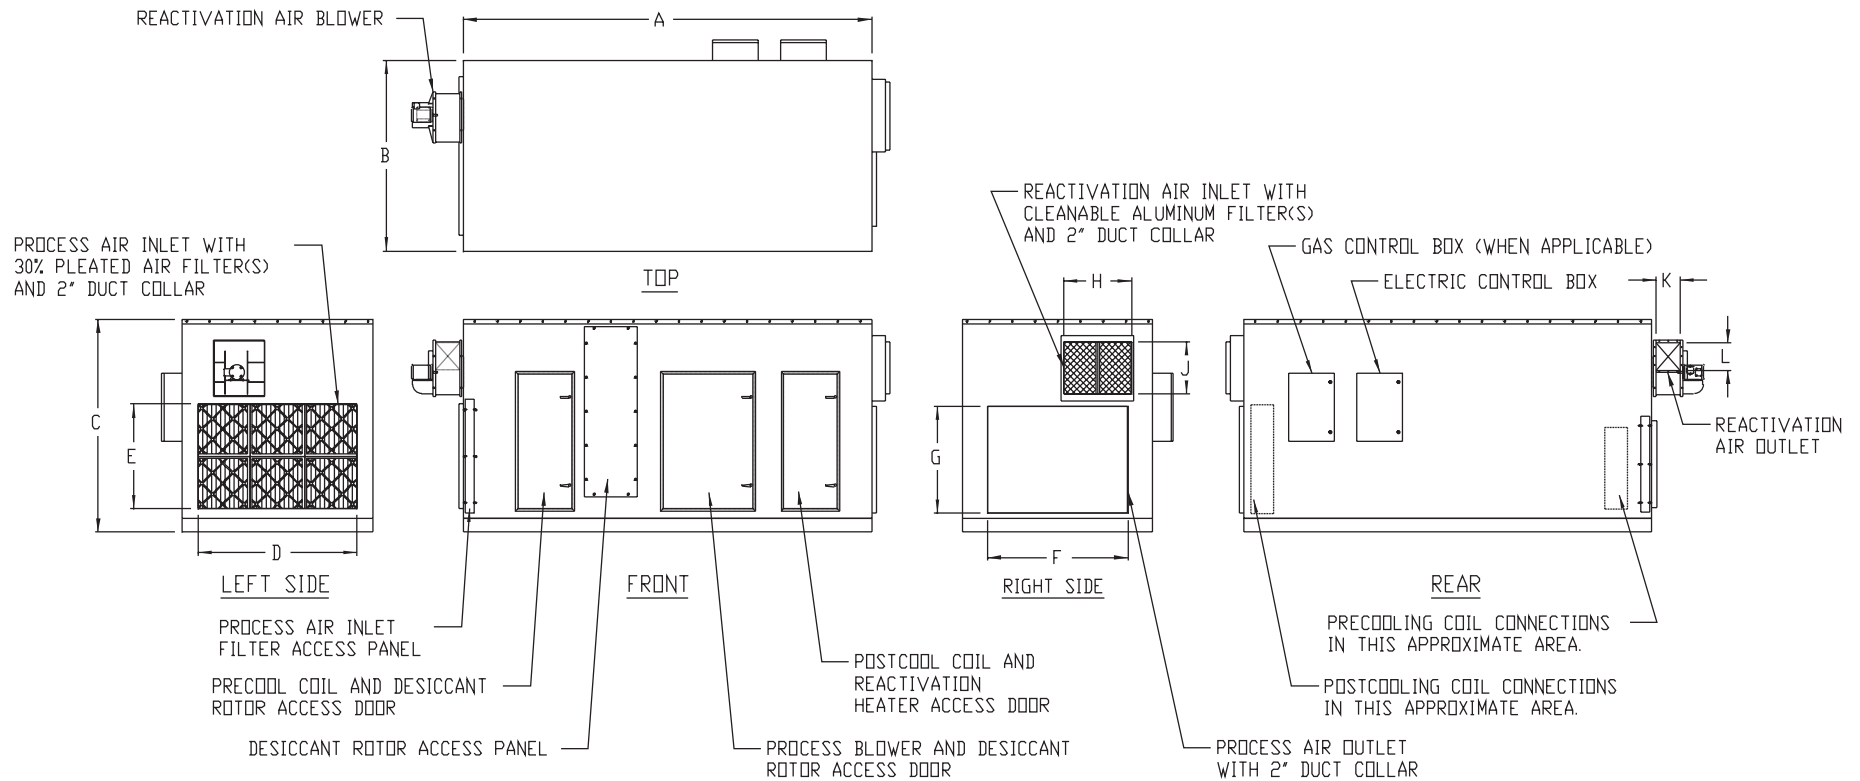 REACTIVATION AIR BLOWER
A
B
TOP
PROCESS AIR INLET WITH
30% PLEATED AIR FILTER(S)
AND 2" DUCT COLLAR
REACTIVATION AIR INLET WITH
CLEANABLE ALUMINUM FILTER(S)
AND 2" DUCT COLLAR
GAS CONTROL BOX (WHEN APPLICABLE)
ELECTRIC CONTROL BOX
H
K
J
L
C
E
G
D
F
REACTIVATION
AIR OUTLET
LEFT SIDE
FRONT
RIGHT SIDE
REAR
PROCESS AIR INLET
FILTER ACCESS PANEL
PRECOOL COIL AND DESICCANT
ROTOR ACCESS DOOR
DESICCANT ROTOR ACCESS PANEL
POSTCOOL COIL AND
REACTIVATION
HEATER ACCESS DOOR
PROCESS BLOWER AND DESICCANT
ROTOR ACCESS DOOR
PRECOOLING COIL CONNECTIONS
IN THIS APPROXIMATE AREA.
POSTCOOLING COIL CONNECTIONS
IN THIS APPROXIMATE AREA.
PROCESS AIR OUTLET
WITH 2" DUCT COLLAR